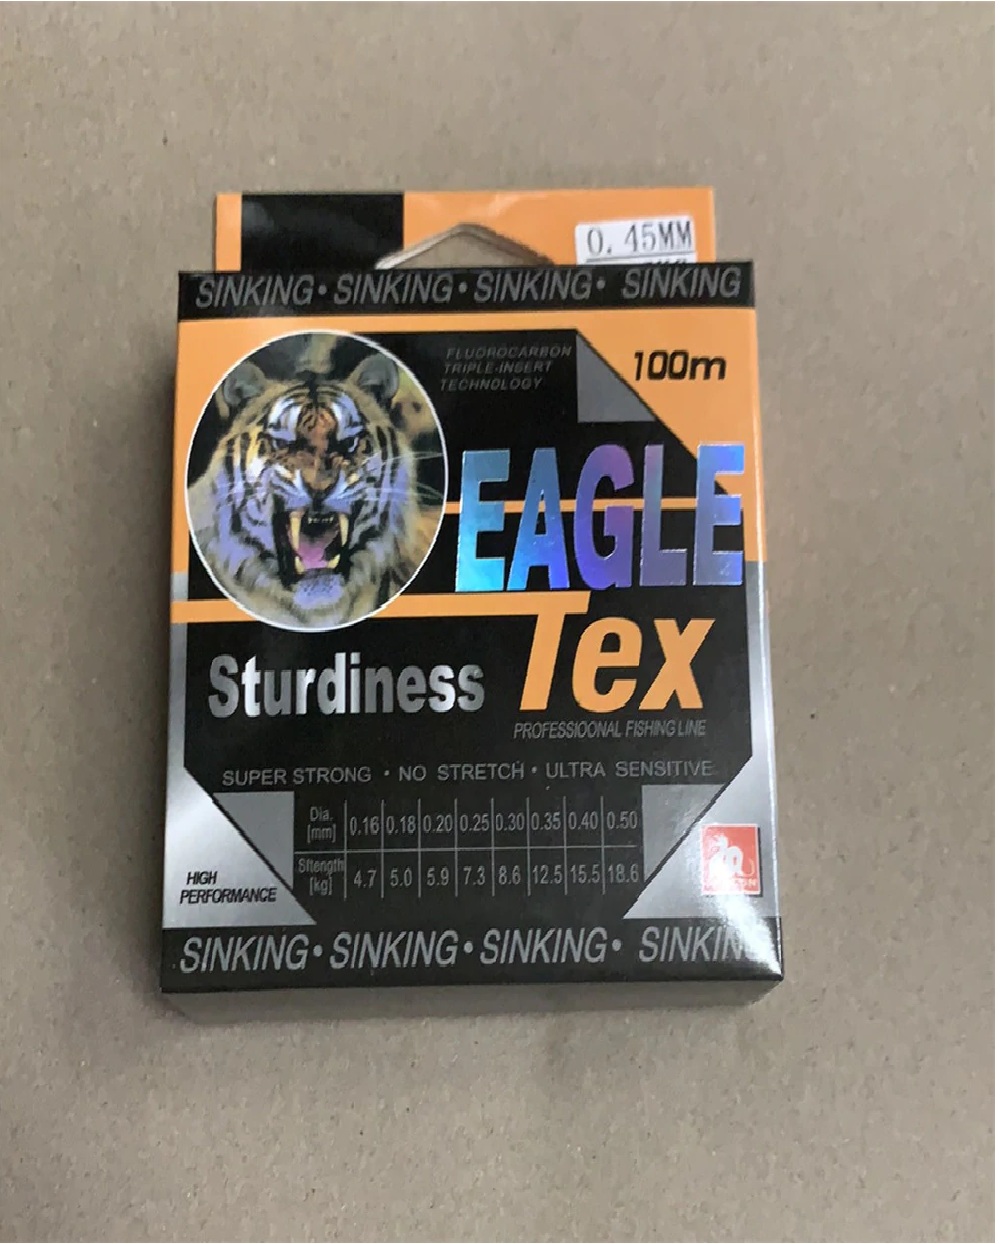 0.45MM
SINKING • SINKING • SINKING • SINKING
FLUOROCARBON
TRIPLE-INSERT
TECHNOLOGY
100m
EAGLE
Tex
Sturdiness
PROFESSIOONAL FISHING LINE
SUPER STRONG • NO STRETCH • ULTRA SENSITIVE
Dia. [mm] 0.16 0.18 0.20 0.25 0.30 0.35 0.40 0.50
Strength [kg] 4.7 5.0 5.9 7.3 8.6 12.5 15.5 18.6
HIGH
PERFORMANCE
SINKING • SINKING • SINKING • SINKING